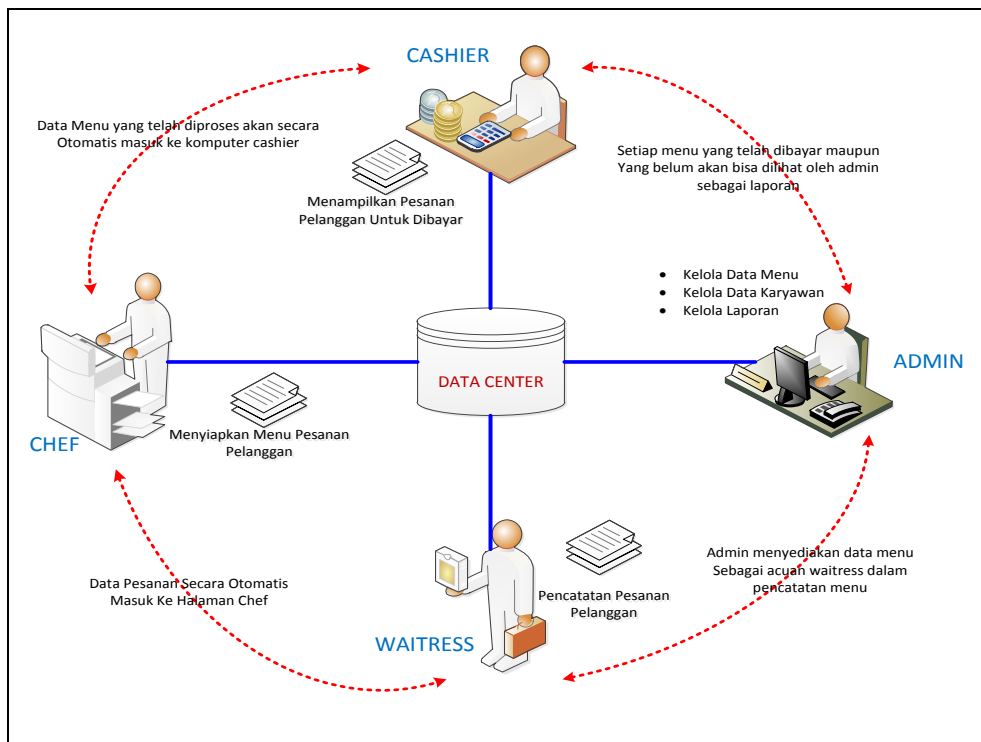 CASHIER
Data Menu yang telah diproses akan secara
Otomatis masuk ke komputer cashier
Setiap menu yang telah dibayar maupun
Yang belum akan bisa dilihat oleh admin
sebagai laporan
Menampilkan Pesanan
Pelanggan Untuk Dibayar
• Kelola Data Menu
• Kelola Data Karyawan
• Kelola Laporan
ADMIN
DATA CENTER
CHEF
Menyiapkan Menu Pesanan
Pelanggan
Data Pesanan Secara Otomatis
Masuk Ke Halaman Chef
Pencatatan Pesanan
Pelanggan
Admin menyediakan data menu
Sebagai acuan waitress dalam
pencatatan menu
WAITRESS